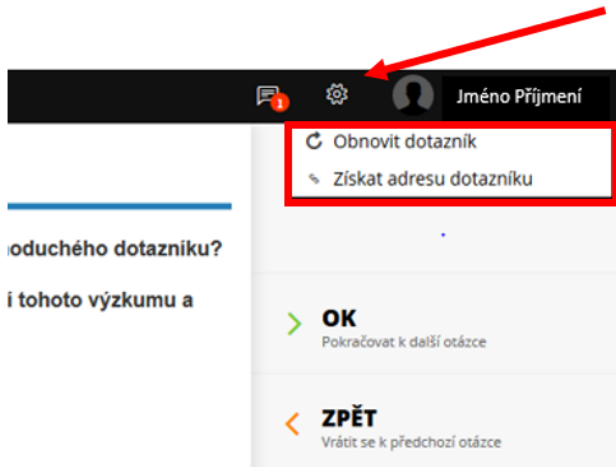 1
Jméno Příjmení
Obnovit dotazník
Získat adresu dotazníku
oduchého dotazniku?
í tohoto výzkumu a
OK
Pokračovat k další otázce
ZPĚT
Vrátit se k předchozí otázce